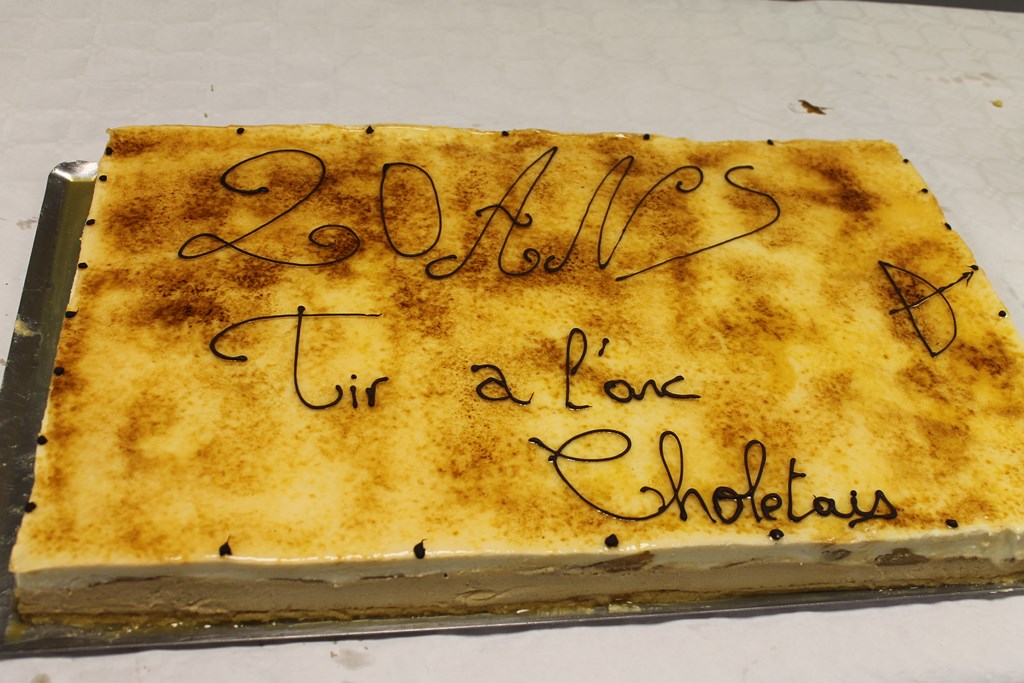 20 ANS
Tir a l'arc
Choletais